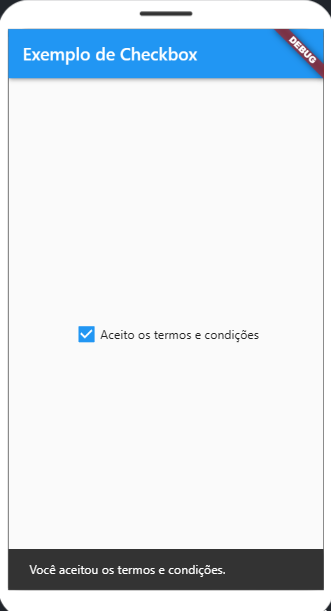 Exemplo de Checkbox
DEBUG
Aceito os termos e condições
Você aceitou os termos e condições.